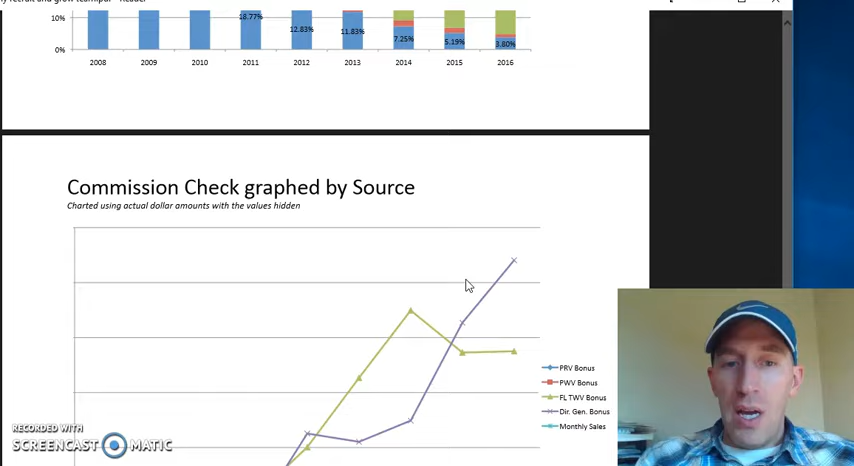 10%
18.77%
12.83%
11.83%
7.25%
5.19%
3.80%
0%
2008 2009 2010 2011 2012 2013 2014 2015 2016
Commission Check graphed by Source
Charted using actual dollar amounts with the values hidden
PRV Bonus
PWV Bonus
FL TWV Bonus
Dir. Gen. Bonus
Monthly Sales
RECORDED WITH
SCREENCAST MATIC